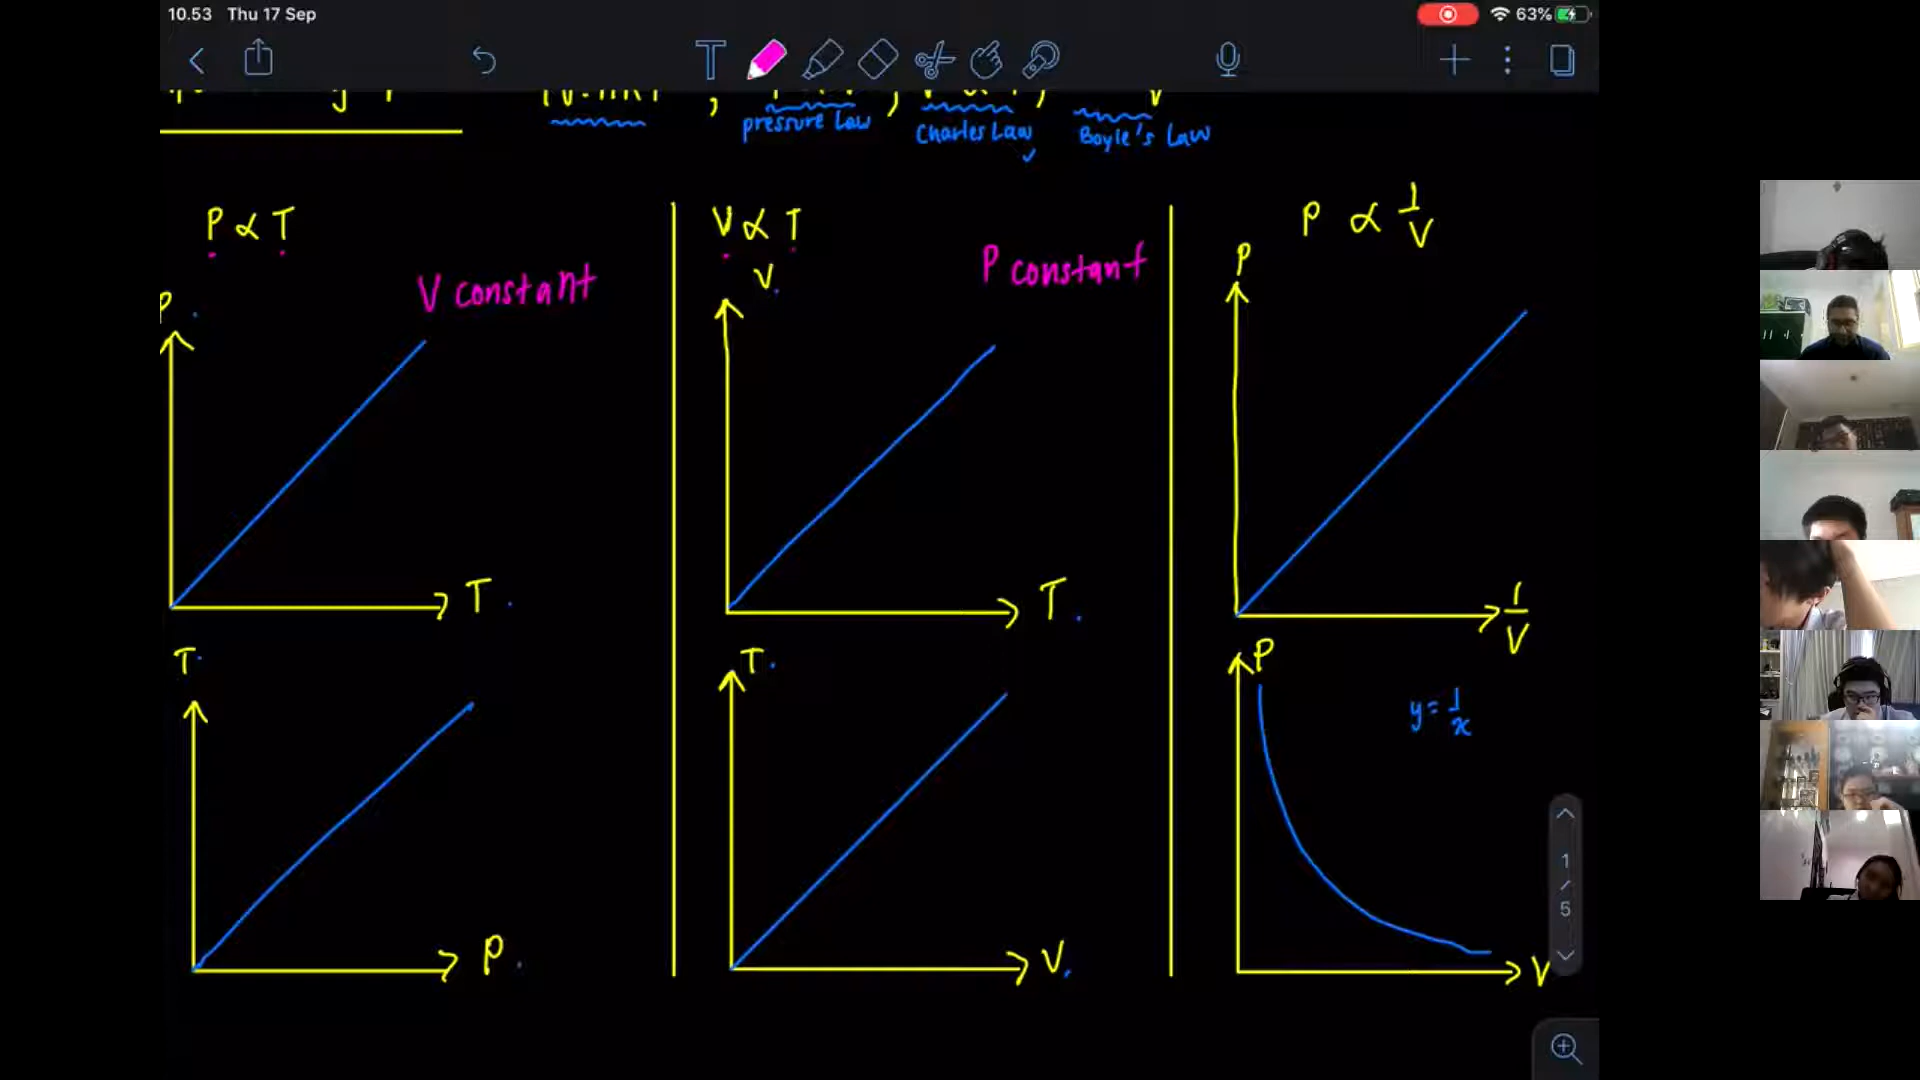 10.53 Thu 17 Sep
63%
T
pressure Law
Charles Law
Boyle's Law
P ∝ T
V ∝ T
P ∝ 1/V
V constant
P constant
P
V
P
T
T
1/V
T
T
P
y = 1/x
P
V
V
1
/
5